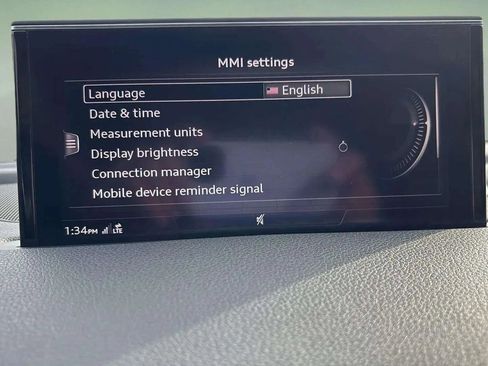 MMI settings
Language English
Date & time
Measurement units
Display brightness
Connection manager
Mobile device reminder signal
1:34PM LTE